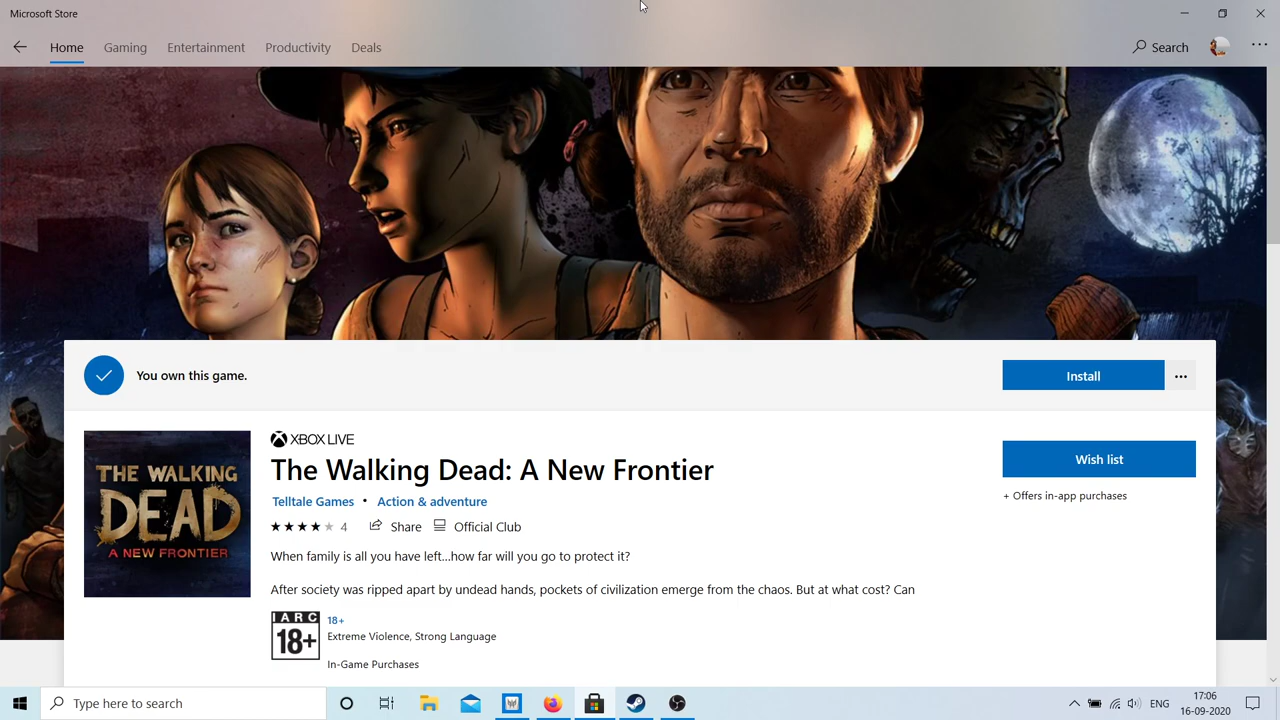 Microsoft Store
Home Gaming Entertainment Productivity Deals Search
You own this game. Install
XBOX LIVE
The Walking Dead: A New Frontier
Wish list
Telltale Games • Action & adventure
+ Offers in-app purchases
4 Share Official Club
When family is all you have left...how far will you go to protect it?
After society was ripped apart by undead hands, pockets of civilization emerge from the chaos. But at what cost? Can
THE WALKING
DEAD
A NEW FRONTIER
IARC
18+
18+
Extreme Violence, Strong Language
In-Game Purchases
Type here to search
ENG
17:06
16-09-2020